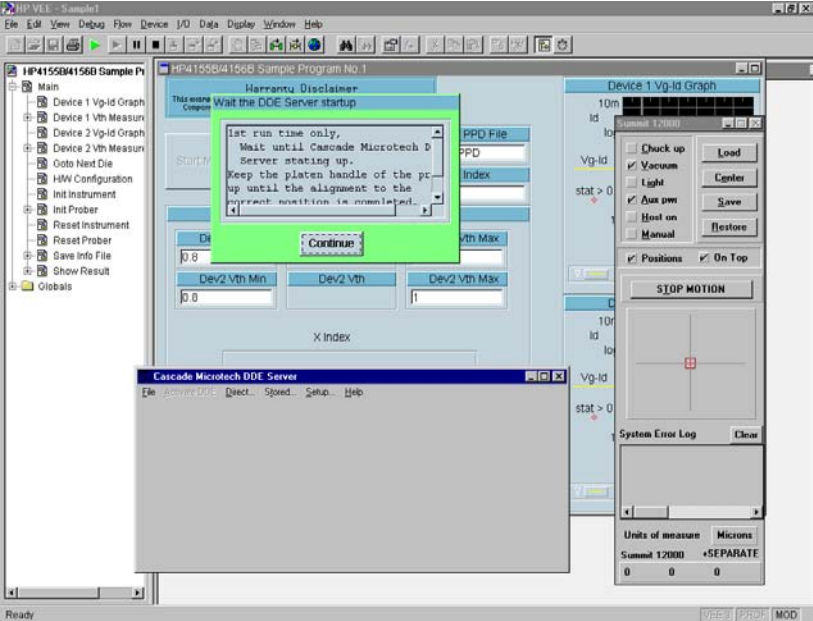 HP VEE - Sample1
File Edit View Debug Flow Device I/O Data Display Window Help
HP4155B/4156B Sample Pr
Main
Device 1 Vg-Id Graph
Device 1 Vth Measure
Device 2 Vg-Id Graph
Device 2 Vth Measure
Goto Next Die
H/W Configuration
Init Instrument
Init Prober
Reset Instrument
Reset Prober
Save Info File
Show Result
Globals
HP4155B/4156B Sample Program No.1
Warranty Disclaimer
Wait the DDE Server startup
1st run time only,
Wait until Cascade Microtech D
Server stating up.
Keep the platen handle of the pr
up until the alignment to the
correct position is completed.
Continue
Start M
PPD File
PPD
Index
Vth Max
0.8
Dev2 Vth Min
Dev2 Vth
Dev2 Vth Max
0.8
1
X Index
Device 1 Vg-Id Graph
10m
Id
Vg-Id
stat > 0
10m
Id
Vg-Id
stat > 0
Cascade Microtech DDE Server
File Activate DDE Direct... Stored... Setup... Help
Summit 12000
Chuck up
Vacuum
Light
Aux pwr
Host on
Manual
Load
Center
Save
Restore
Positions
On Top
STOP MOTION
System Error Log
Clear
Units of measure
Microns
Summit 12000
+SEPARATE
0 0 0
Ready
PROF
MOD